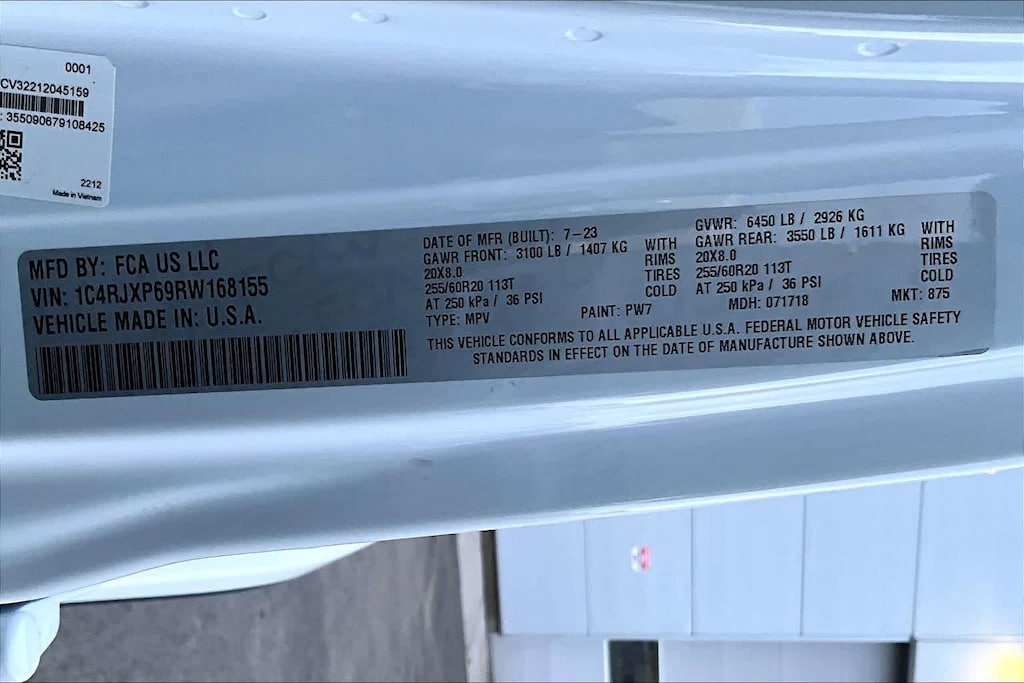 0001
CV32212045159
: 355090679108425
2212
Made in Vietnam
MFD BY: FCA US LLC
VIN: 1C4RJXP69RW168155
VEHICLE MADE IN: U.S.A.
DATE OF MFR (BUILT): 7-23
GAWR FRONT: 3100 LB / 1407 KG WITH
20X8.0 RIMS
255/60R20 113T TIRES
AT 250 kPa / 36 PSI COLD
TYPE: MPV PAINT: PW7
GVWR: 6450 LB / 2926 KG
GAWR REAR: 3550 LB / 1611 KG WITH
20X8.0 RIMS
255/60R20 113T TIRES
AT 250 kPa / 36 PSI COLD
MDH: 071718 MKT: 875
THIS VEHICLE CONFORMS TO ALL APPLICABLE U.S.A. FEDERAL MOTOR VEHICLE SAFETY
STANDARDS IN EFFECT ON THE DATE OF MANUFACTURE SHOWN ABOVE.